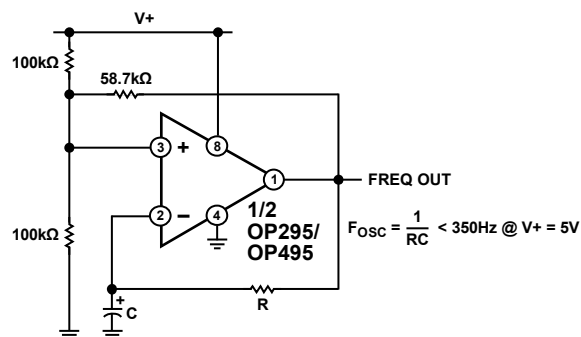 V+
100kΩ
58.7kΩ
3
+
8
1
FREQ OUT
2
−
4
1/2
OP295/
OP495
100kΩ
F_OSC = 1/RC < 350Hz @ V+ = 5V
+
C
R